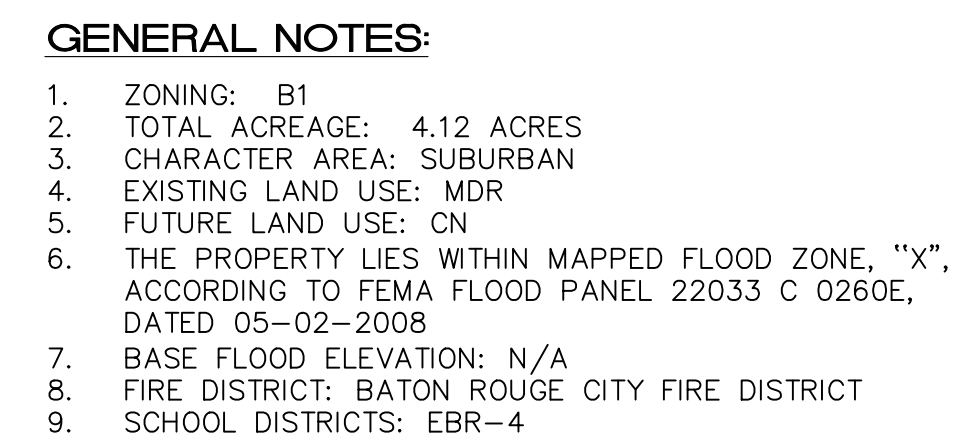 GENERAL NOTES:
1. ZONING: B1
2. TOTAL ACREAGE: 4.12 ACRES
3. CHARACTER AREA: SUBURBAN
4. EXISTING LAND USE: MDR
5. FUTURE LAND USE: CN
6. THE PROPERTY LIES WITHIN MAPPED FLOOD ZONE, “X”,
ACCORDING TO FEMA FLOOD PANEL 22033 C 0260E,
DATED 05–02–2008
7. BASE FLOOD ELEVATION: N/A
8. FIRE DISTRICT: BATON ROUGE CITY FIRE DISTRICT
9. SCHOOL DISTRICTS: EBR–4